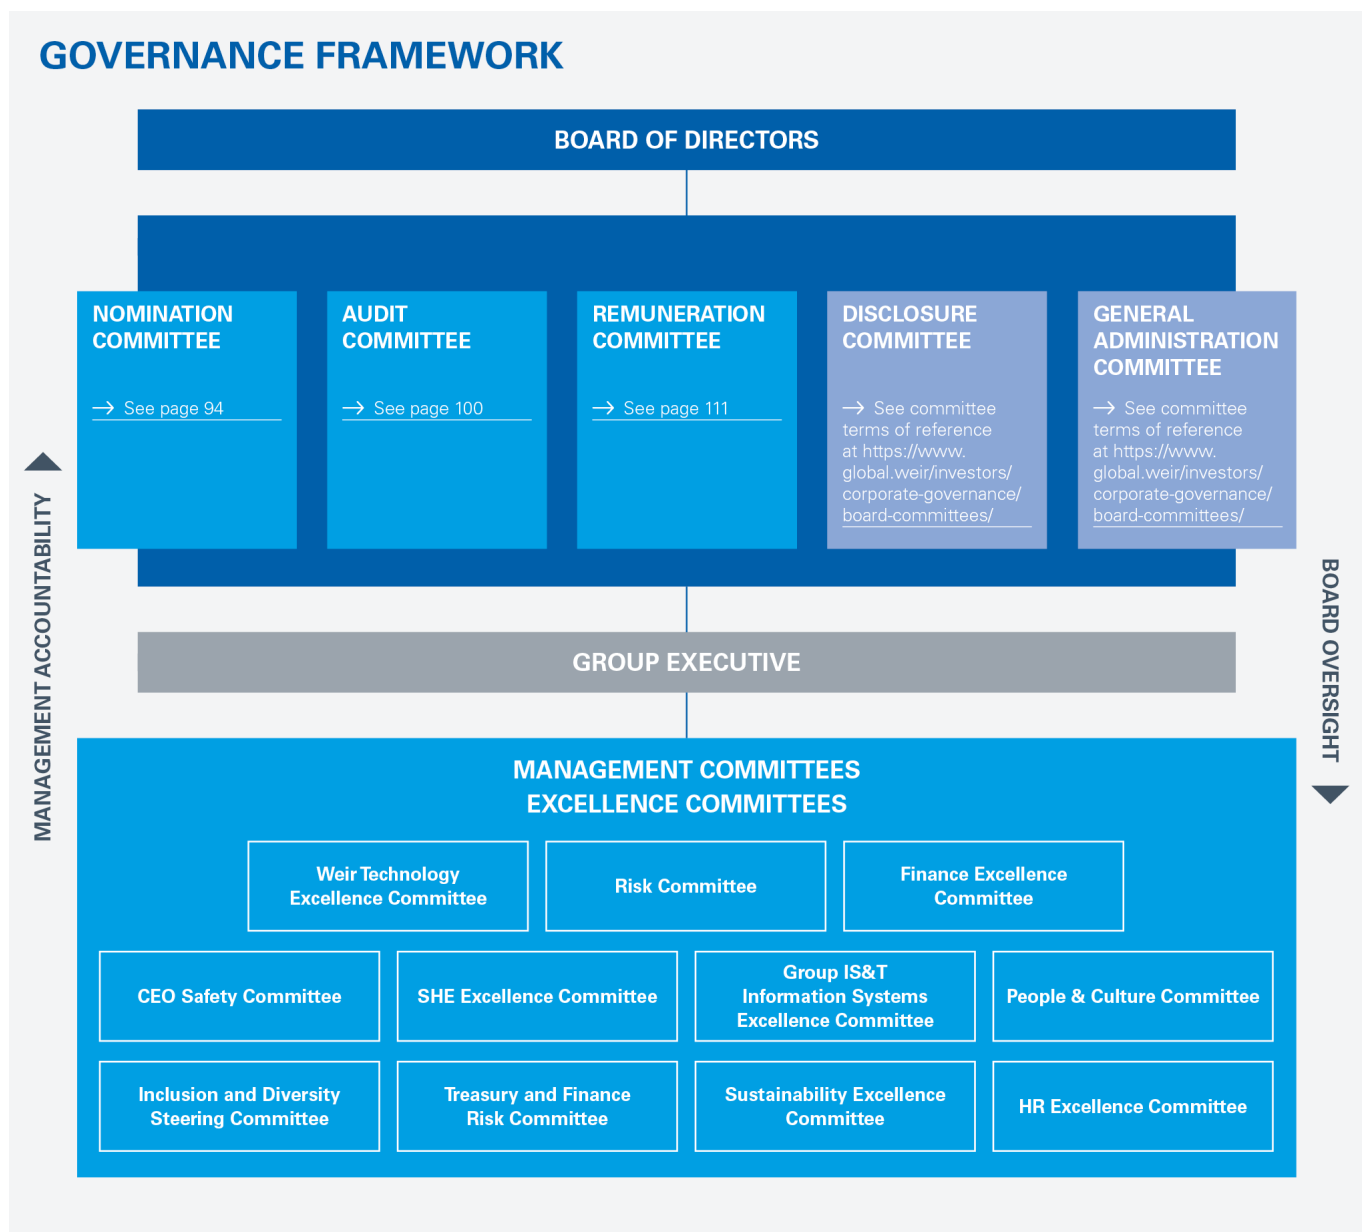 GOVERNANCE FRAMEWORK
BOARD OF DIRECTORS
NOMINATION
COMMITTEE
→ See page 94
AUDIT
COMMITTEE
→ See page 100
REMUNERATION
COMMITTEE
→ See page 111
DISCLOSURE
COMMITTEE
→ See committee
terms of reference
at https://www.
global.weir/investors/
corporate-governance/
board-committees/
GENERAL
ADMINISTRATION
COMMITTEE
→ See committee
terms of reference
at https://www.
global.weir/investors/
corporate-governance/
board-committees/
MANAGEMENT ACCOUNTABILITY
BOARD OVERSIGHT
GROUP EXECUTIVE
MANAGEMENT COMMITTEES
EXCELLENCE COMMITTEES
Weir Technology
Excellence Committee
Risk Committee
Finance Excellence
Committee
CEO Safety Committee
SHE Excellence Committee
Group IS&T
Information Systems
Excellence Committee
People & Culture Committee
Inclusion and Diversity
Steering Committee
Treasury and Finance
Risk Committee
Sustainability Excellence
Committee
HR Excellence Committee